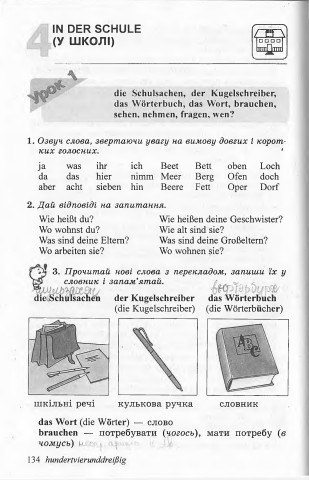 4
IN DER SCHULE
(У ШКОЛІ)
Урок 1
die Schulsachen, der Kugelschreiber,
das Wörterbuch, das Wort, brauchen,
sehen, nehmen, fragen, wen?
1. Озвуч слова, звертаючи увагу на вимову довгих і корот-
ких голосних.
ja was ihr ich Beet Bett oben Loch
da das hier nimm Meer Berg Ofen doch
aber acht sieben hin Beere Fett Oper Dorf
2. Дай відповіді на запитання.
Wie heißt du? Wie heißen deine Geschwister?
Wo wohnst du? Wie alt sind sie?
Was sind deine Eltern? Was sind deine Großeltern?
Wo arbeiten sie? Wo wohnen sie?
3. Прочитай нові слова з перекладом, запиши їх у
словник і запам'ятай.
die Schulsachen der Kugelschreiber das Wörterbuch
(die Kugelschreiber) (die Wörterbücher)
ABC
шкільні речі кулькова ручка словник
das Wort (die Wörter) — слово
brauchen — потребувати (чогось), мати потребу (в
чомусь)
134 hundertvierunddreißig